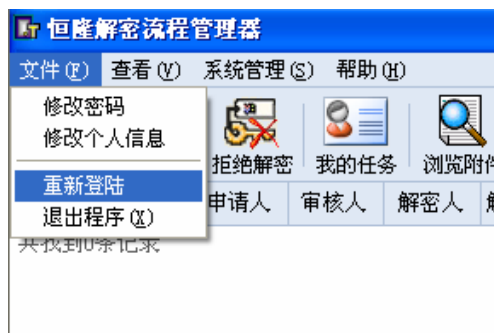 恒隆解密流程管理器
文件(F) 查看(V) 系统管理(S) 帮助(H)
修改密码
修改个人信息
重新登陆
退出程序(X)
拒绝解密 我的任务 浏览附件
申请人 审核人 解密人
共找到0条记录